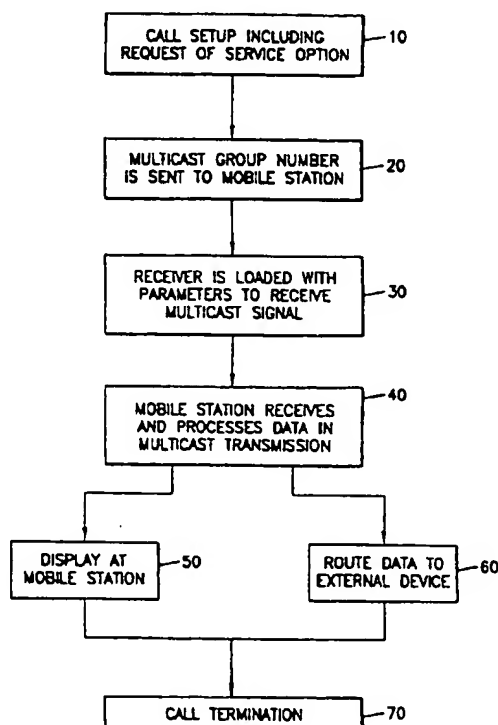 CALL SETUP INCLUDING
REQUEST OF SERVICE OPTION
10
MULTICAST GROUP NUMBER
IS SENT TO MOBILE STATION
20
RECEIVER IS LOADED WITH
PARAMETERS TO RECEIVE
MULTICAST SIGNAL
30
MOBILE STATION RECEIVES
AND PROCESSES DATA IN
MULTICAST TRANSMISSION
40
DISPLAY AT
MOBILE STATION
50
ROUTE DATA TO
EXTERNAL DEVICE
60
CALL TERMINATION
70